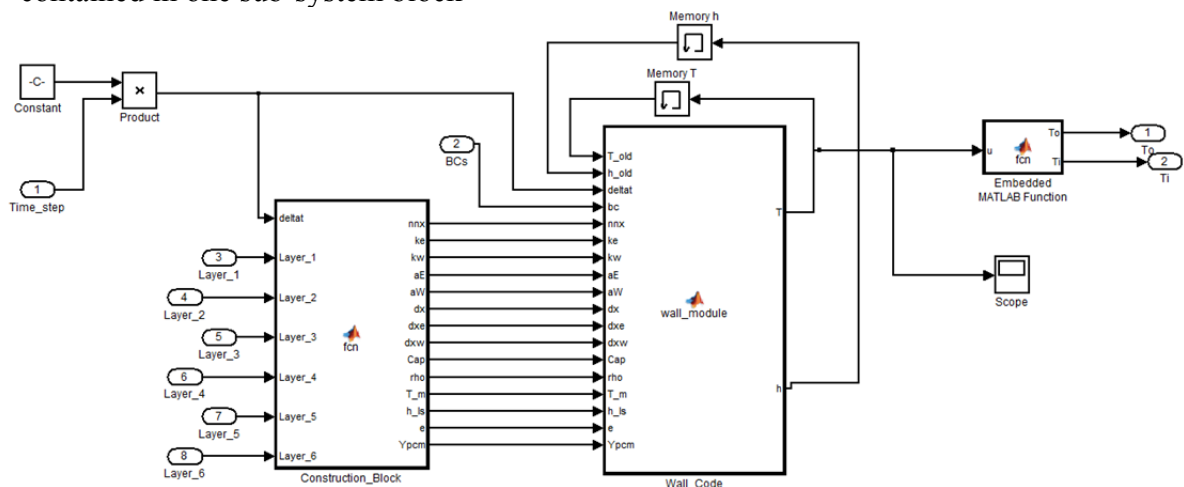 contained in one sub-system block
Memory h
Memory T
-C-
Constant
×
Product
1
Time_step
2
BCs
deltat
Layer_1
Layer_2
Layer_3
Layer_4
Layer_5
Layer_6
3
Layer_1
4
Layer_2
5
Layer_3
6
Layer_4
7
Layer_5
8
Layer_6
fcn
nnx
ke
kw
aE
aW
dx
dxe
dxw
Cap
rho
T_m
h_ls
e
Ypcm
Construction_Block
T_old
h_old
deltat
bc
nnx
ke
kw
aE
aW
dx
dxe
dxw
Cap
rho
T_m
h_ls
e
Ypcm
wall_module
T
h
Wall_Code
u
fcn
To
Ti
Embedded
MATLAB Function
1
To
2
Ti
Scope